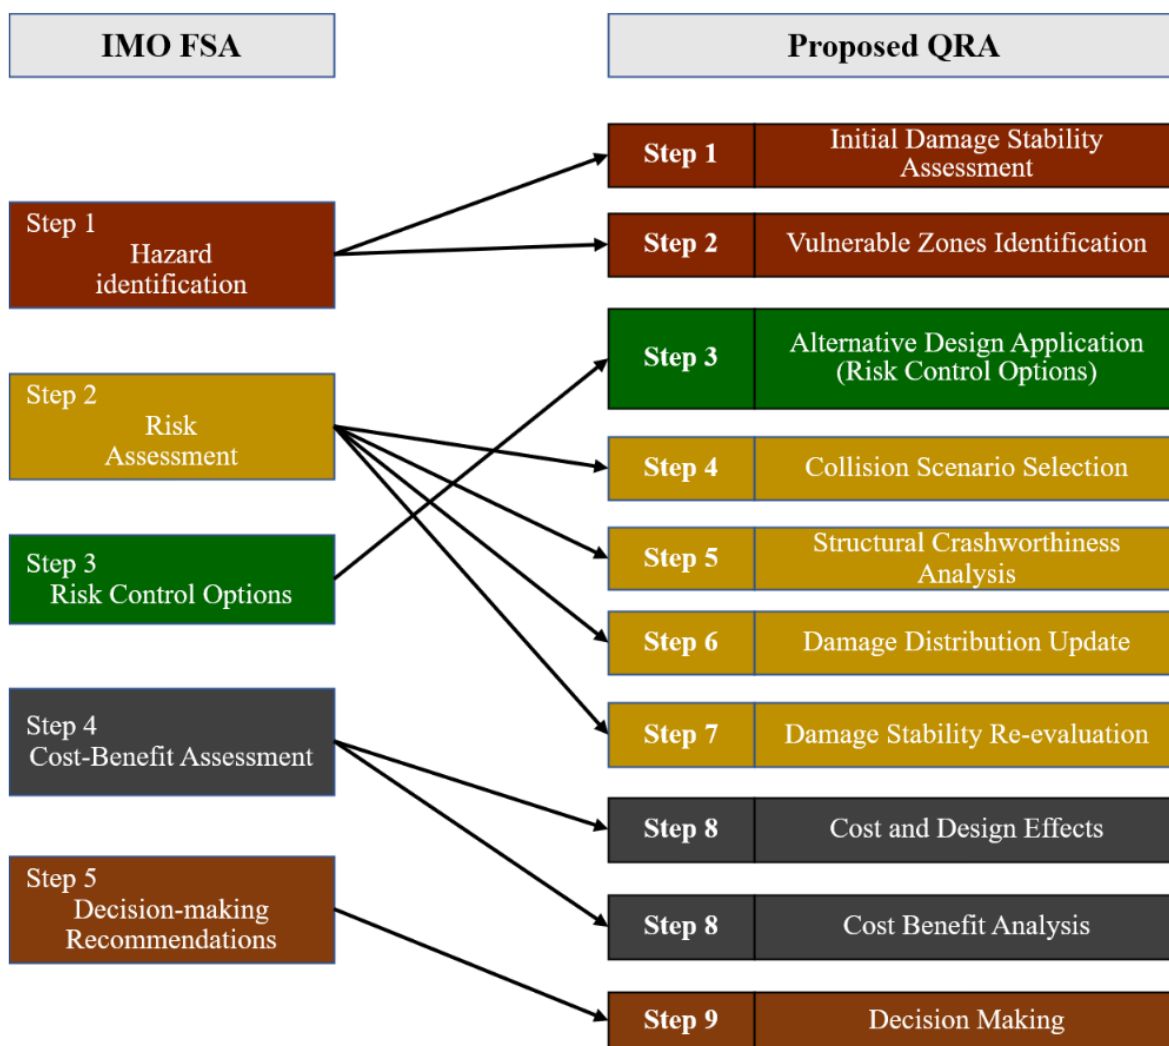 IMO FSA
Step 1
Hazard
identification
Step 2
Risk
Assessment
Step 3
Risk Control Options
Step 4
Cost-Benefit Assessment
Step 5
Decision-making
Recommendations
Proposed QRA
Step 1
Initial Damage Stability
Assessment
Step 2
Vulnerable Zones Identification
Step 3
Alternative Design Application
(Risk Control Options)
Step 4
Collision Scenario Selection
Step 5
Structural Crashworthiness
Analysis
Step 6
Damage Distribution Update
Step 7
Damage Stability Re-evaluation
Step 8
Cost and Design Effects
Step 8
Cost Benefit Analysis
Step 9
Decision Making